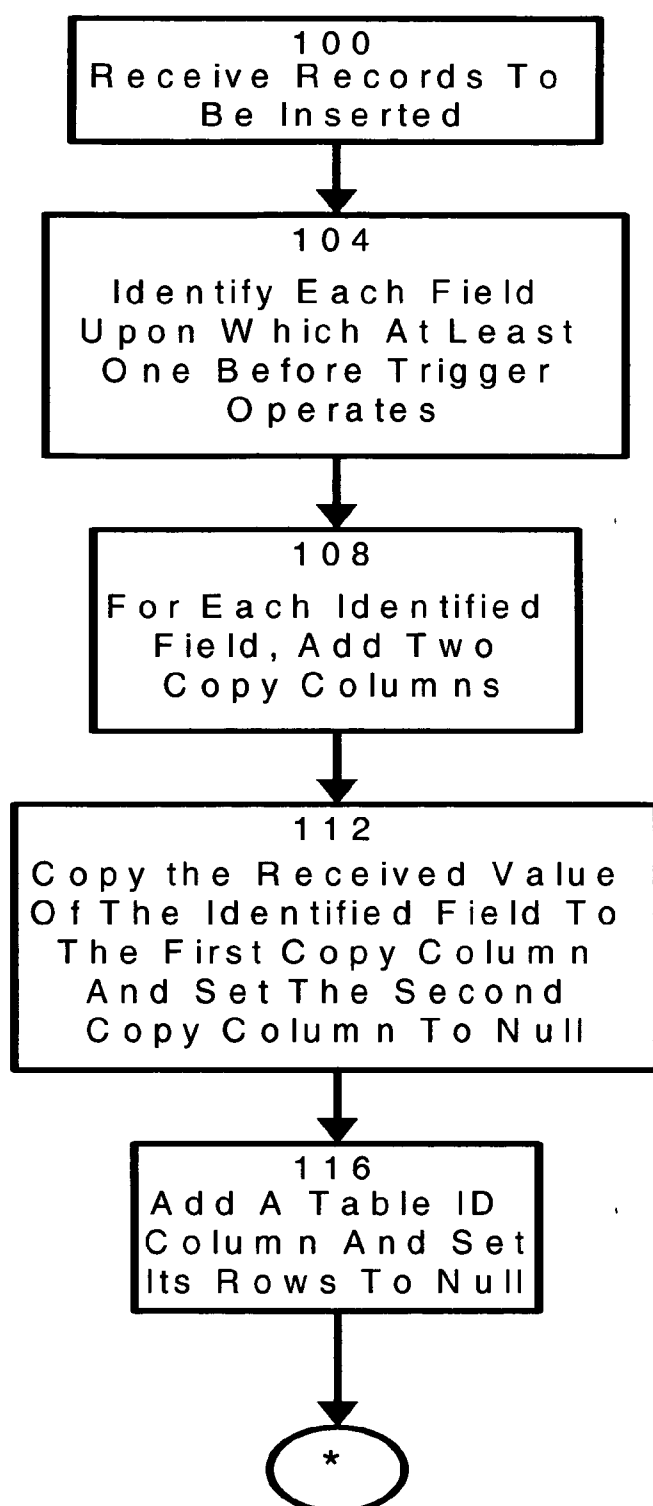 100
Receive Records To
Be Inserted
104
Identify Each Field
Upon Which At Least
One Before Trigger
Operates
108
For Each Identified
Field, Add Two
Copy Columns
112
Copy the Received Value
Of The Identified Field To
The First Copy Column
And Set The Second
Copy Column To Null
116
Add A Table ID
Column And Set
Its Rows To Null
*